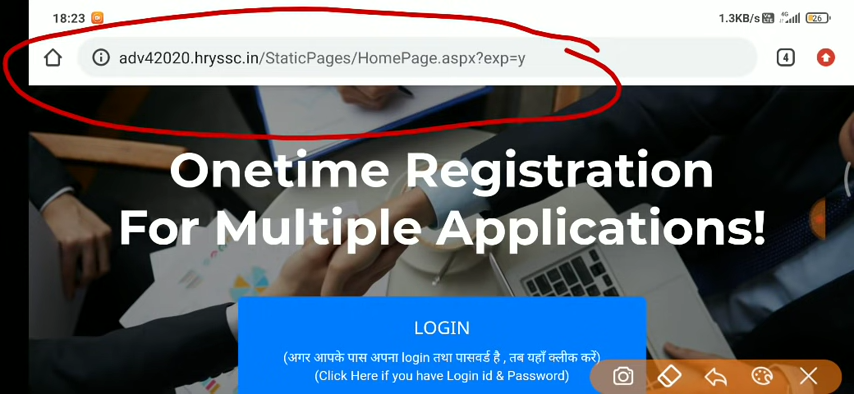 18:23
1.3KB/s 4G 26
adv42020.hryssc.in/StaticPages/HomePage.aspx?exp=y
4
Onetime Registration
For Multiple Applications!
LOGIN
(अगर आपके पास अपना login तथा पासवर्ड है , तब यहाँ क्लीक करें)
(Click Here if you have Login id & Password)